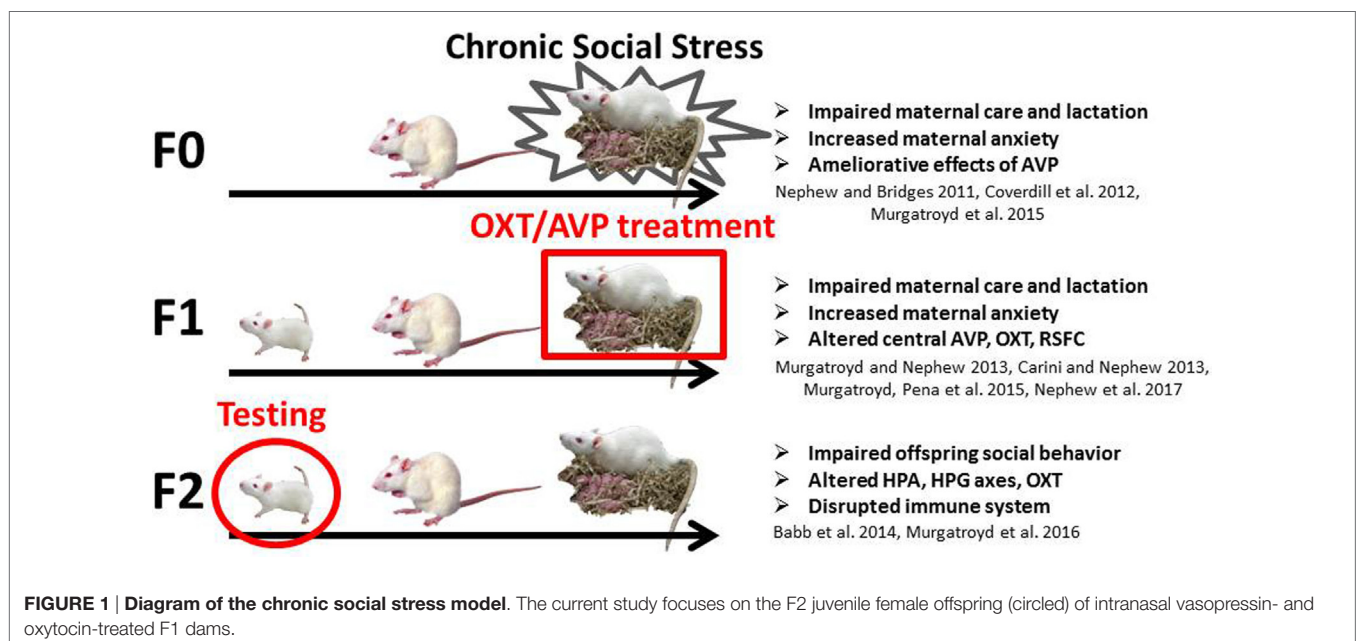 Chronic Social Stress
F0
➤ Impaired maternal care and lactation
➤ Increased maternal anxiety
➤ Ameliorative effects of AVP
Nephew and Bridges 2011, Coverdill et al. 2012,
Murgatroyd et al. 2015
OXT/AVP treatment
F1
➤ Impaired maternal care and lactation
➤ Increased maternal anxiety
➤ Altered central AVP, OXT, RSFC
Murgatroyd and Nephew 2013, Carini and Nephew 2013,
Murgatroyd, Pena et al. 2015, Nephew et al. 2017
Testing
F2
➤ Impaired offspring social behavior
➤ Altered HPA, HPG axes, OXT
➤ Disrupted immune system
Babb et al. 2014, Murgatroyd et al. 2016
FIGURE 1 | Diagram of the chronic social stress model. The current study focuses on the F2 juvenile female offspring (circled) of intranasal vasopressin- and
oxytocin-treated F1 dams.